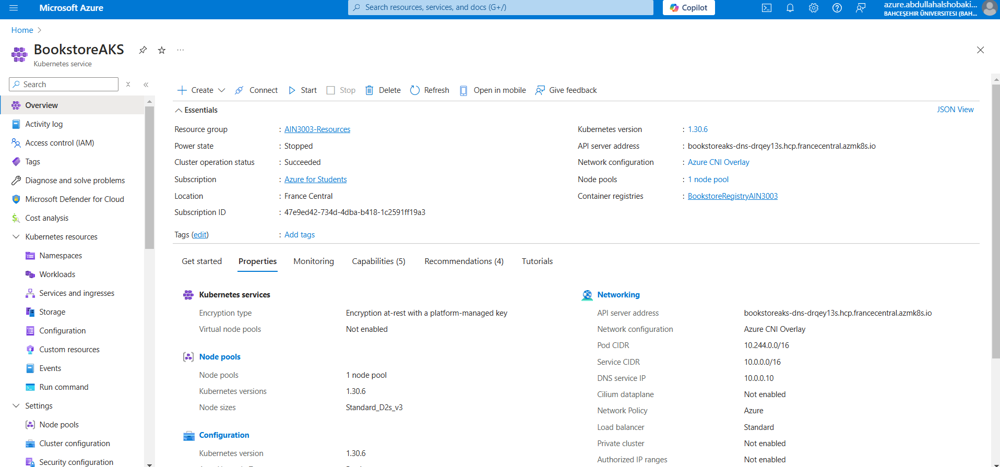 Microsoft Azure
Search resources, services, and docs (G+/)
Copilot
azure.abdullahalshobaki...
BAHCEŞEHIR ÜNIVERSITESI (BAH...
Home
BookstoreAKS
Kubernetes service
Search
Create
Connect
Start
Stop
Delete
Refresh
Open in mobile
Give feedback
Overview
Activity log
Access control (IAM)
Tags
Diagnose and solve problems
Microsoft Defender for Cloud
Cost analysis
Kubernetes resources
Namespaces
Workloads
Services and ingresses
Storage
Configuration
Custom resources
Events
Run command
Settings
Node pools
Cluster configuration
Security configuration
Essentials
JSON View
Resource group : AIN3003-Resources
Power state : Stopped
Cluster operation status : Succeeded
Subscription : Azure for Students
Location : France Central
Subscription ID : 47e9ed42-734d-4dba-b418-1c2591ff19a3
Tags (edit) : Add tags
Kubernetes version : 1.30.6
API server address : bookstoreaks-dns-drqey13s.hcp.francecentral.azmk8s.io
Network configuration : Azure CNI Overlay
Node pools : 1 node pool
Container registries : BookstoreRegistryAIN3003
Get started
Properties
Monitoring
Capabilities (5)
Recommendations (4)
Tutorials
Kubernetes services
Encryption type Encryption at-rest with a platform-managed key
Virtual node pools Not enabled
Node pools
Node pools 1 node pool
Kubernetes versions 1.30.6
Node sizes Standard_D2s_v3
Configuration
Kubernetes version 1.30.6
Networking
API server address bookstoreaks-dns-drqey13s.hcp.francecentral.azmk8s.io
Network configuration Azure CNI Overlay
Pod CIDR 10.244.0.0/16
Service CIDR 10.0.0.0/16
DNS service IP 10.0.0.10
Cilium dataplane Not enabled
Network Policy Azure
Load balancer Standard
Private cluster Not enabled
Authorized IP ranges Not enabled